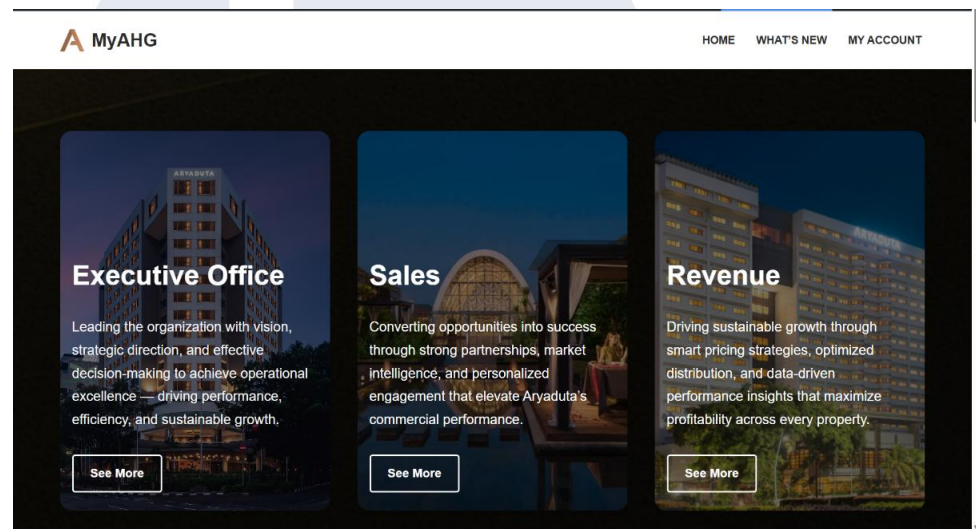 MyAHG
HOME
WHAT'S NEW
MY ACCOUNT
ARYADUTA
Executive Office
Leading the organization with vision,
strategic direction, and effective
decision-making to achieve operational
excellence — driving performance,
efficiency, and sustainable growth.
See More
Sales
Converting opportunities into success
through strong partnerships, market
intelligence, and personalized
engagement that elevate Aryaduta's
commercial performance.
See More
ARYADUTA
Revenue
Driving sustainable growth through
smart pricing strategies, optimized
distribution, and data-driven
performance insights that maximize
profitability across every property.
See More